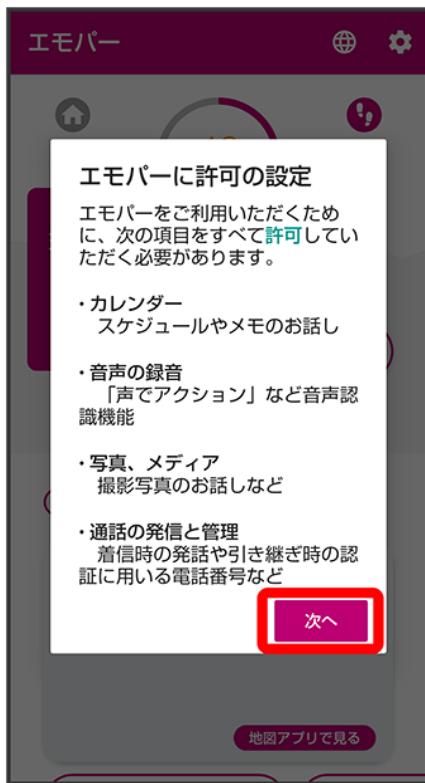 エモパー
エモパーに許可の設定
エモパーをご利用いただくため
に、次の項目をすべて許可してい
ただく必要があります。
・カレンダー
スケジュールやメモのお話し
・音声の録音
「声でアクション」など音声認
識機能
・写真、メディア
撮影写真のお話しなど
・通話の発信と管理
着信時の発話や引き継ぎ時の認
証に用いる電話番号など
次へ
地図アプリで見る